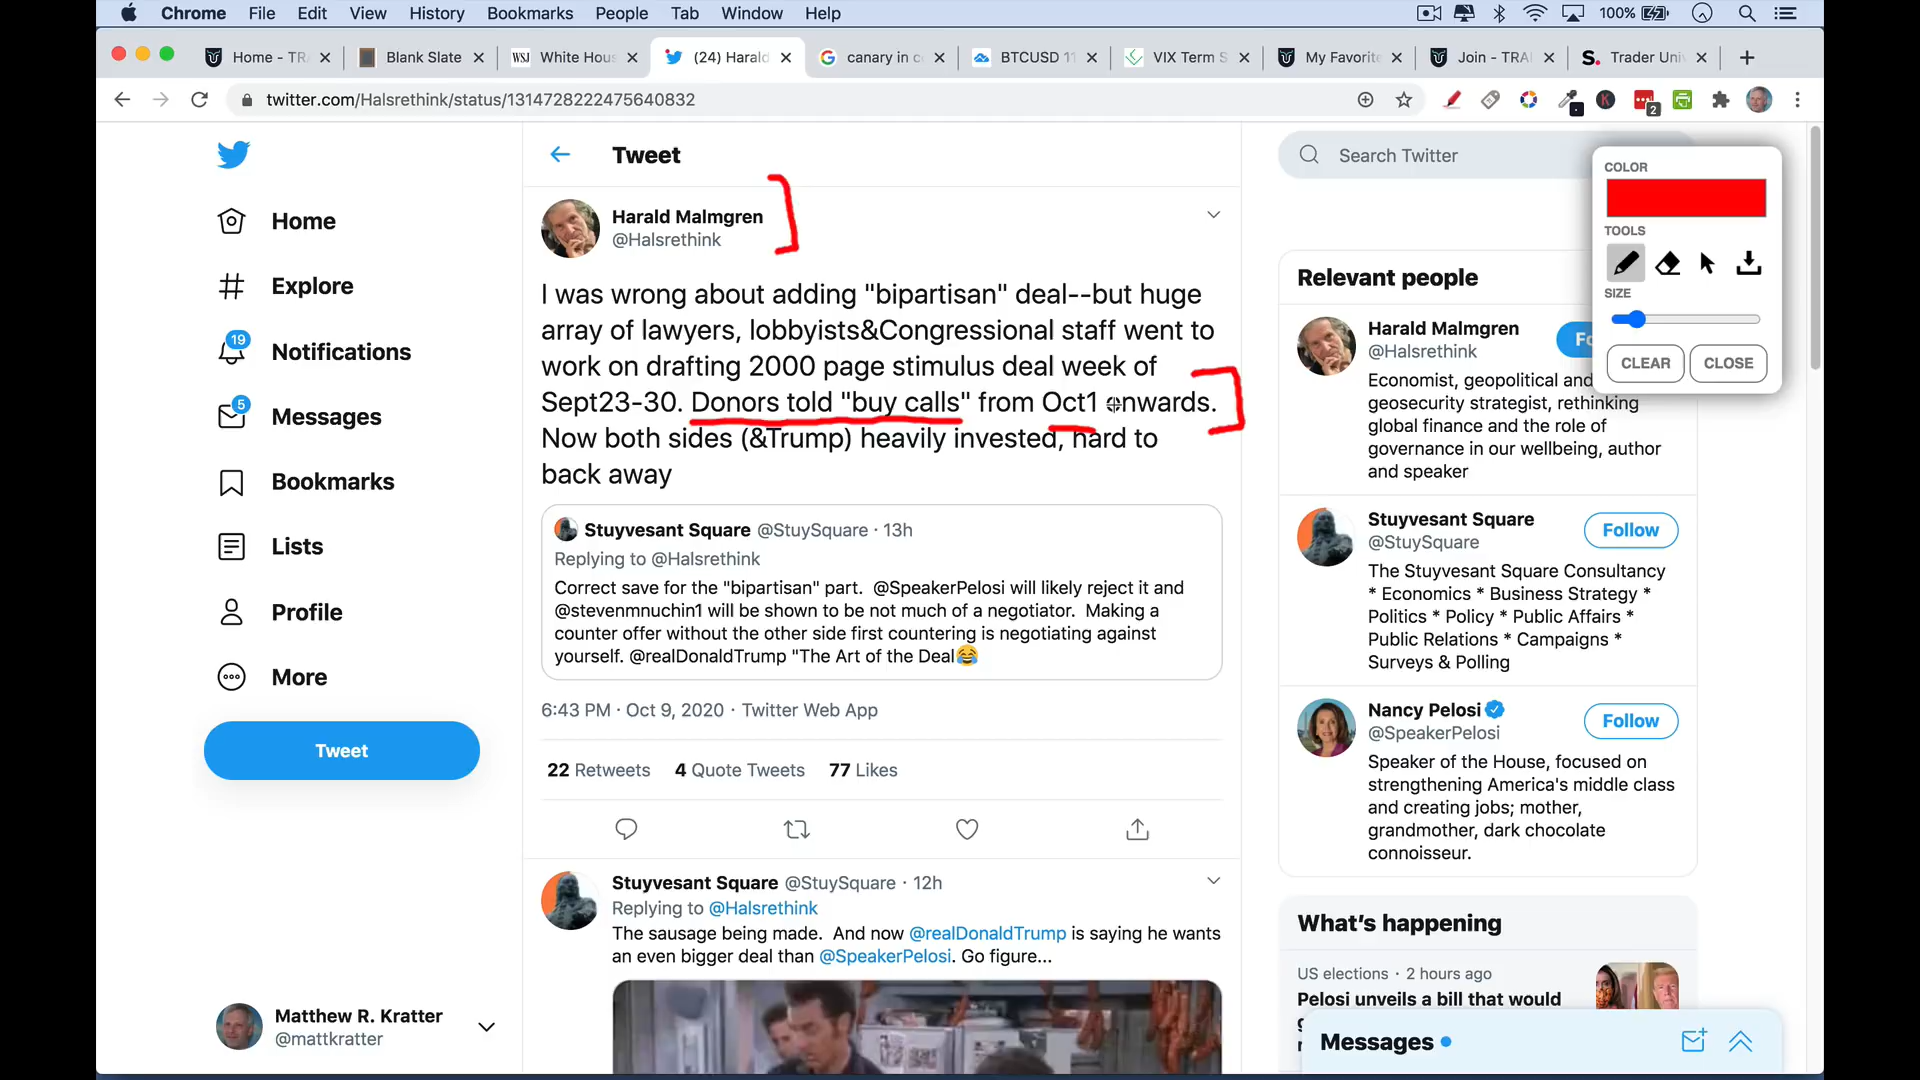 Chrome File Edit View History Bookmarks People Tab Window Help 100%
Home - TR Blank Slate WSJ White Hous (24) Harald canary in c BTCUSD 11 VIX Term S My Favorite Join - TRA S. Trader Univ
twitter.com/Halsrethink/status/1314728222475640832
2
Home
Explore
19
Notifications
5
Messages
Bookmarks
Lists
Profile
More
Tweet
Matthew R. Kratter
@mattkratter
Tweet
Harald Malmgren
@Halsrethink
I was wrong about adding "bipartisan" deal--but huge
array of lawyers, lobbyists&Congressional staff went to
work on drafting 2000 page stimulus deal week of
Sept23-30. Donors told "buy calls" from Oct1 onwards.
Now both sides (&Trump) heavily invested, hard to
back away
Stuyvesant Square @StuySquare · 13h
Replying to @Halsrethink
Correct save for the "bipartisan" part. @SpeakerPelosi will likely reject it and
@stevenmnuchin1 will be shown to be not much of a negotiator. Making a
counter offer without the other side first countering is negotiating against
yourself. @realDonaldTrump "The Art of the Deal😂
6:43 PM · Oct 9, 2020 · Twitter Web App
22 Retweets 4 Quote Tweets 77 Likes
Stuyvesant Square @StuySquare · 12h
Replying to @Halsrethink
The sausage being made. And now @realDonaldTrump is saying he wants
an even bigger deal than @SpeakerPelosi. Go figure...
Search Twitter
COLOR
TOOLS
SIZE
CLEAR CLOSE
Relevant people
Harald Malmgren
@Halsrethink
Fo
Economist, geopolitical and
geosecurity strategist, rethinking
global finance and the role of
governance in our wellbeing, author
and speaker
Stuyvesant Square
@StuySquare
Follow
The Stuyvesant Square Consultancy
* Economics * Business Strategy *
Politics * Policy * Public Affairs *
Public Relations * Campaigns *
Surveys & Polling
Nancy Pelosi
@SpeakerPelosi
Follow
Speaker of the House, focused on
strengthening America's middle class
and creating jobs; mother,
grandmother, dark chocolate
connoisseur.
What's happening
US elections · 2 hours ago
Pelosi unveils a bill that would
Messages